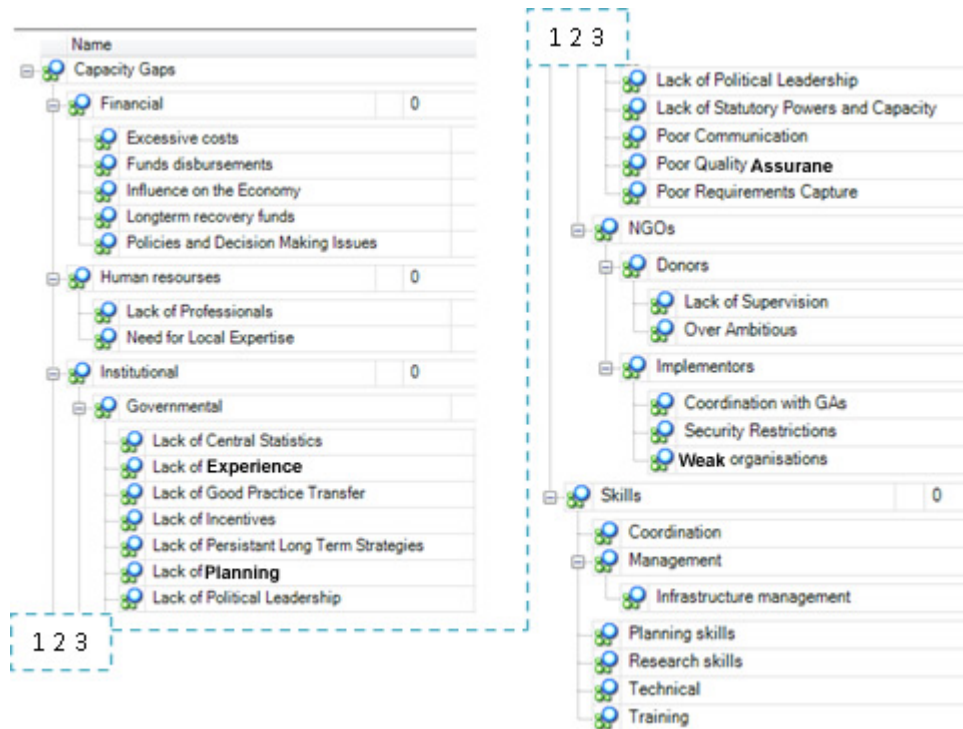 Name
Capacity Gaps
Financial 0
Excessive costs
Funds disbursements
Influence on the Economy
Longterm recovery funds
Policies and Decision Making Issues
Human resourses 0
Lack of Professionals
Need for Local Expertise
Institutional 0
Governmental
Lack of Central Statistics
Lack of Experience
Lack of Good Practice Transfer
Lack of Incentives
Lack of Persistant Long Term Strategies
Lack of Planning
Lack of Political Leadership
1 2 3
1 2 3
Lack of Political Leadership
Lack of Statutory Powers and Capacity
Poor Communication
Poor Quality Assurane
Poor Requirements Capture
NGOs
Donors
Lack of Supervision
Over Ambitious
Implementors
Coordination with GAs
Security Restrictions
Weak organisations
Skills 0
Coordination
Management
Infrastructure management
Planning skills
Research skills
Technical
Training